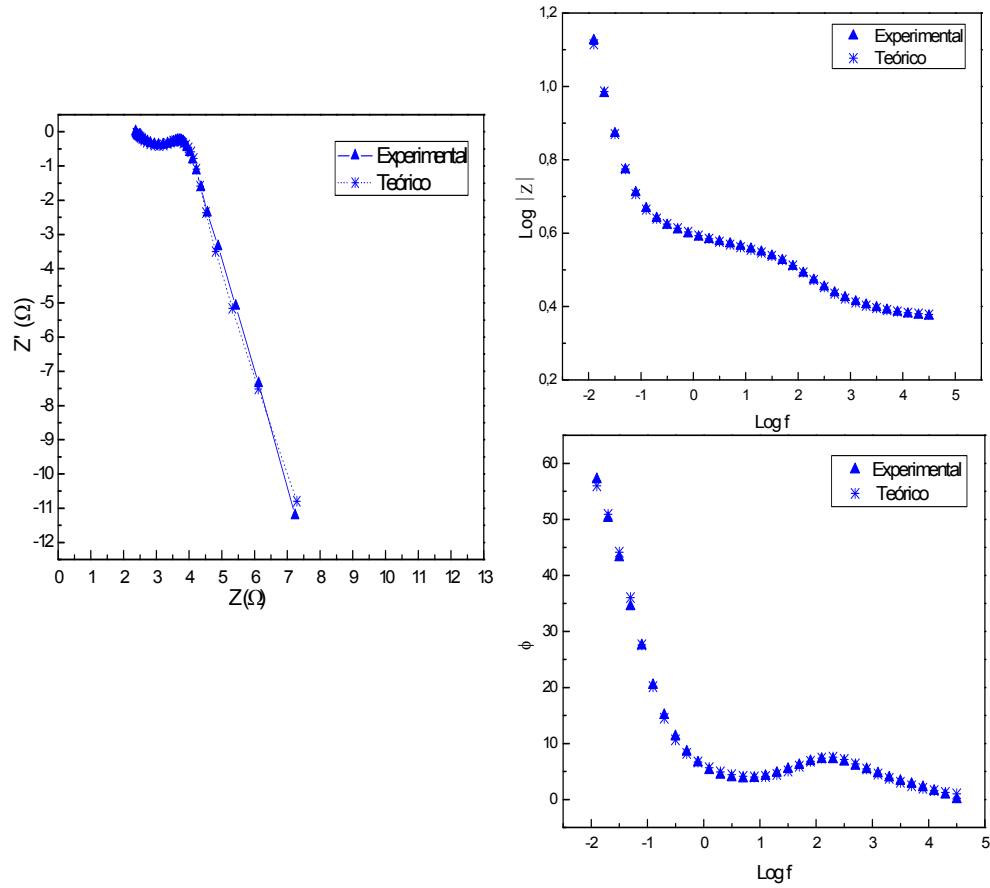 0
-1
-2
-3
-4
-5
-6
-7
-8
-9
-10
-11
-12
Z' (Ω)
Experimental
Teórico
0 1 2 3 4 5 6 7 8 9 10 11 12 13
Z(Ω)
1,2
1,0
0,8
0,6
0,4
0,2
Log |Z|
Experimental
Teórico
-2 -1 0 1 2 3 4 5
Log f
60
50
40
30
20
10
0
ϕ
Experimental
Teórico
-2 -1 0 1 2 3 4 5
Log f